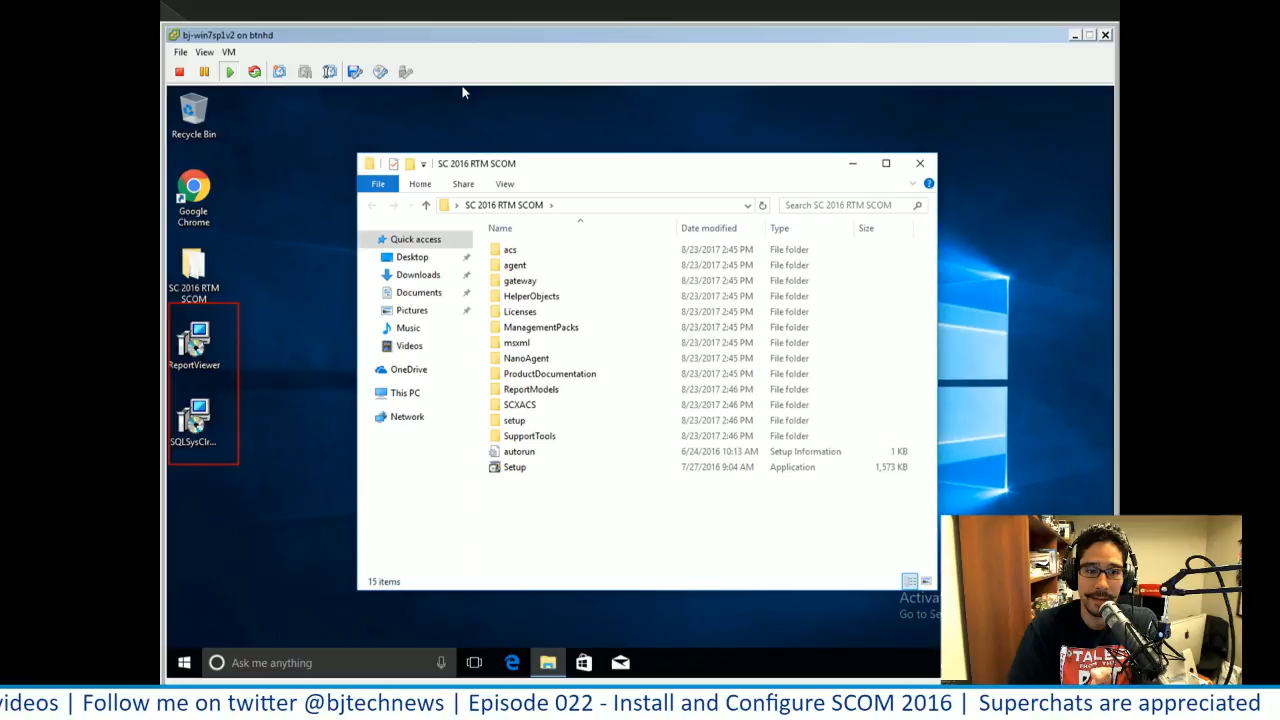 bj-win7sp1v2 on btnhd
File View VM
Recycle Bin
Google
Chrome
SC 2016 RTM
SCOM
ReportViewer
SQLSysClr...
SC 2016 RTM SCOM
File Home Share View
SC 2016 RTM SCOM
Search SC 2016 RTM SCOM
Quick access
Desktop
Downloads
Documents
Pictures
Music
Videos
OneDrive
This PC
Network
Name Date modified Type Size
acs 8/23/2017 2:45 PM File folder
agent 8/23/2017 2:45 PM File folder
gateway 8/23/2017 2:45 PM File folder
HelperObjects 8/23/2017 2:45 PM File folder
Licenses 8/23/2017 2:45 PM File folder
ManagementPacks 8/23/2017 2:45 PM File folder
msxml 8/23/2017 2:45 PM File folder
NanoAgent 8/23/2017 2:45 PM File folder
ProductDocumentation 8/23/2017 2:45 PM File folder
ReportModels 8/23/2017 2:46 PM File folder
SCXACS 8/23/2017 2:46 PM File folder
setup 8/23/2017 2:46 PM File folder
SupportTools 8/23/2017 2:46 PM File folder
autorun 6/24/2016 10:13 AM Setup Information 1 KB
Setup 7/27/2016 9:04 AM Application 1,573 KB
15 items
Activa
Go to Se
TALES
FROM THE
Ask me anything
videos | Follow me on twitter @bjtechnews | Episode 022 - Install and Configure SCOM 2016 | Superchats are appreciated